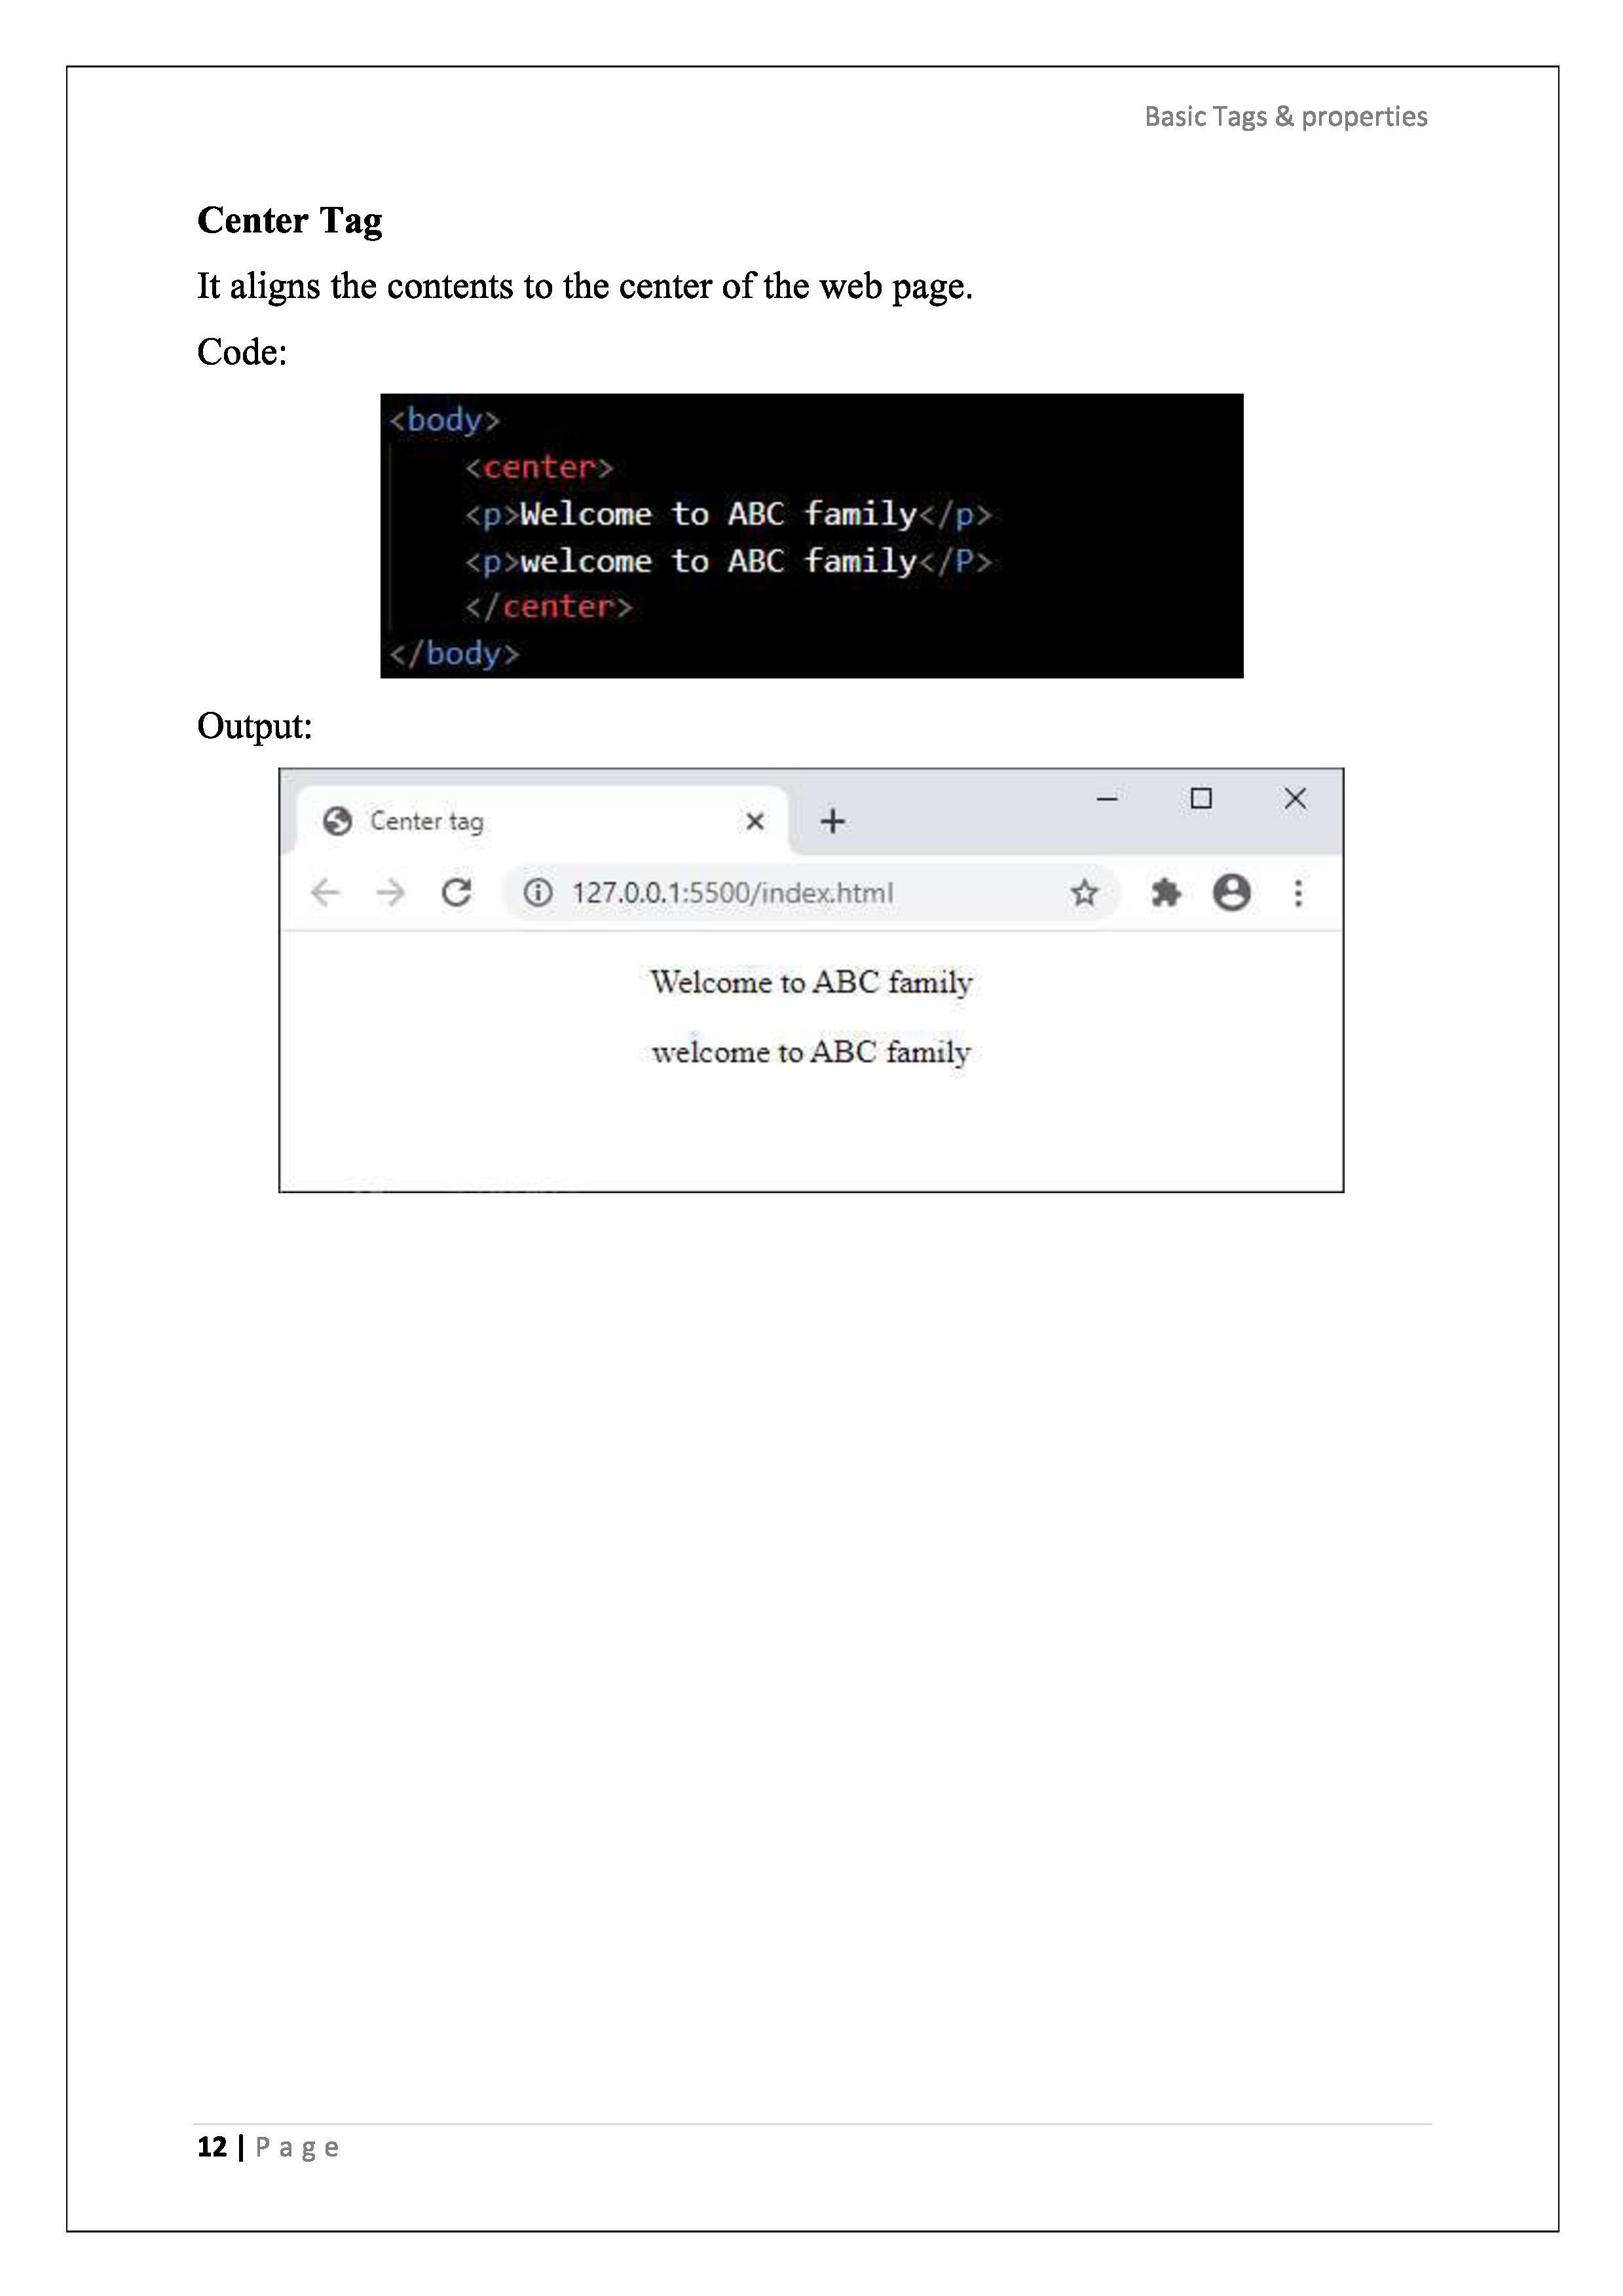 Basic Tags & properties
Center Tag
It aligns the contents to the center of the web page.
Code:
<body>
<center>
<p>Welcome to ABC family</p>
<p>welcome to ABC family</P>
</center>
</body>
Output:
Center tag
127.0.0.1:5500/index.html
Welcome to ABC family
welcome to ABC family
12 | Page